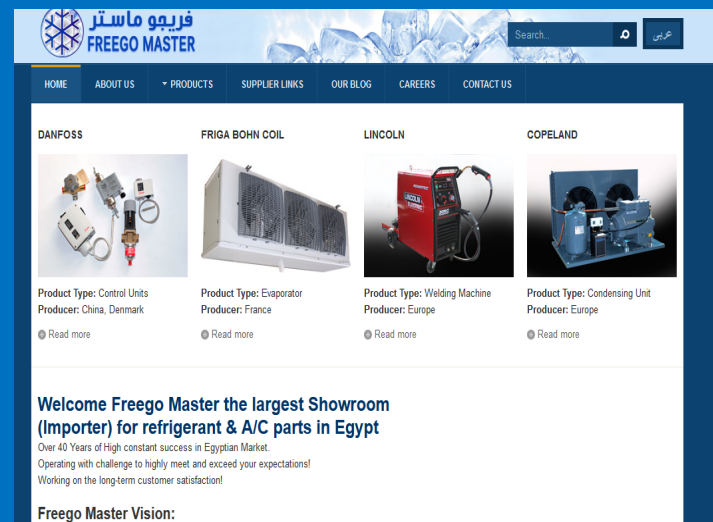 فريجو ماستر
FREEGO MASTER
Search...
عربى
HOME
ABOUT US
PRODUCTS
SUPPLIER LINKS
OUR BLOG
CAREERS
CONTACT US
DANFOSS
FRIGA BOHN COIL
LINCOLN
COPELAND
LINCOLN
ELECTRIC
Product Type: Control Units
Producer: China, Denmark
Read more
Product Type: Evaporator
Producer: France
Read more
Product Type: Welding Machine
Producer: Europe
Read more
Product Type: Condensing Unit
Producer: Europe
Read more
Welcome Freego Master the largest Showroom
(Importer) for refrigerant & A/C parts in Egypt
Over 40 Years of High constant success in Egyptian Market.
Operating with challenge to highly meet and exceed your expectations!
Working on the long-term customer satisfaction!
Freego Master Vision: